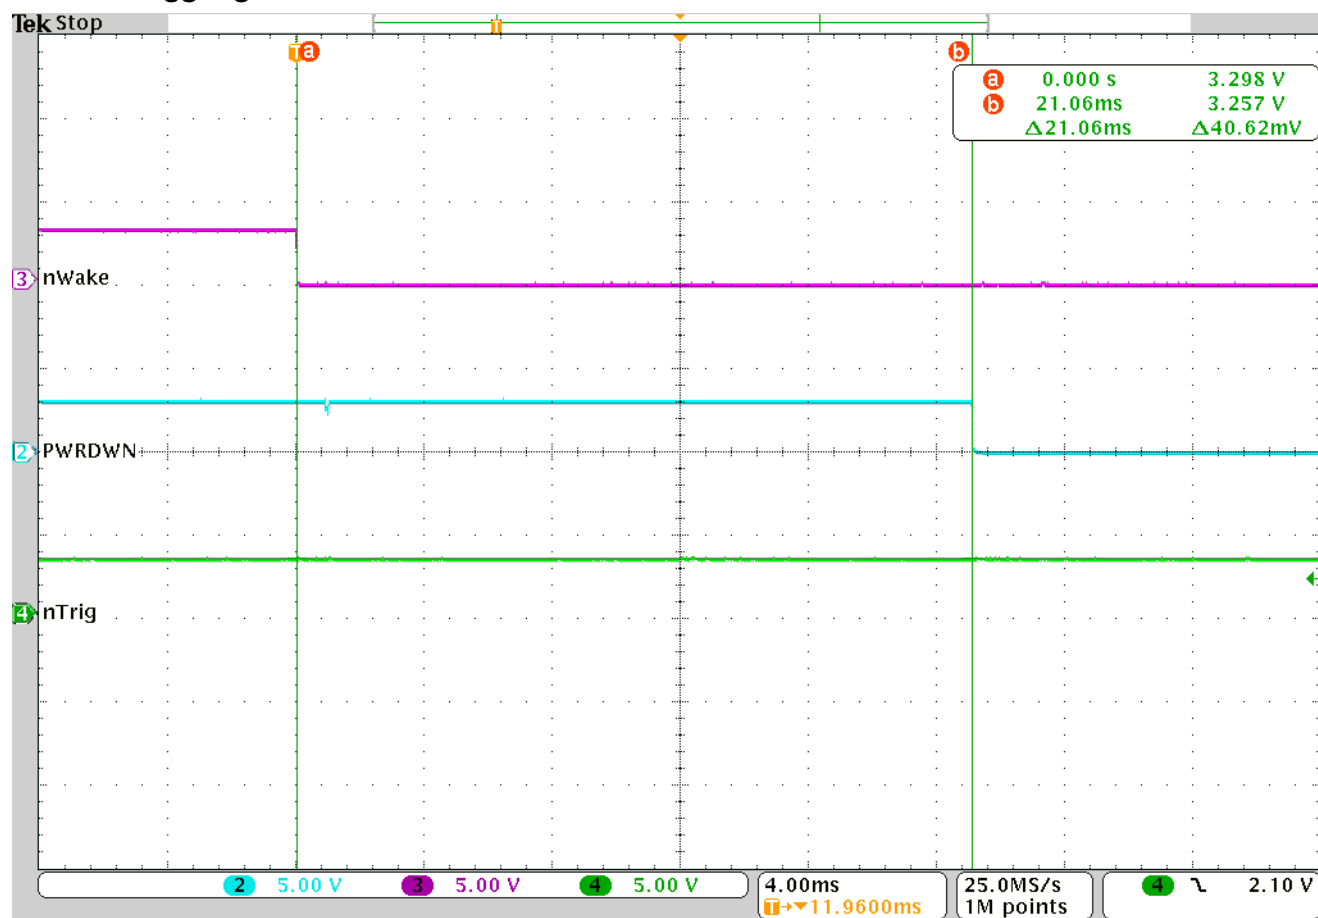 Tek Stop
T
T a
b
a 0.000 s 3.298 V
b 21.06ms 3.257 V
Δ21.06ms Δ40.62mV
3 nWake
2 PWRDWN
4 nTrig
2 5.00 V 3 5.00 V 4 5.00 V
4.00ms
T→▼11.9600ms
25.0MS/s
1M points
4 2.10 V